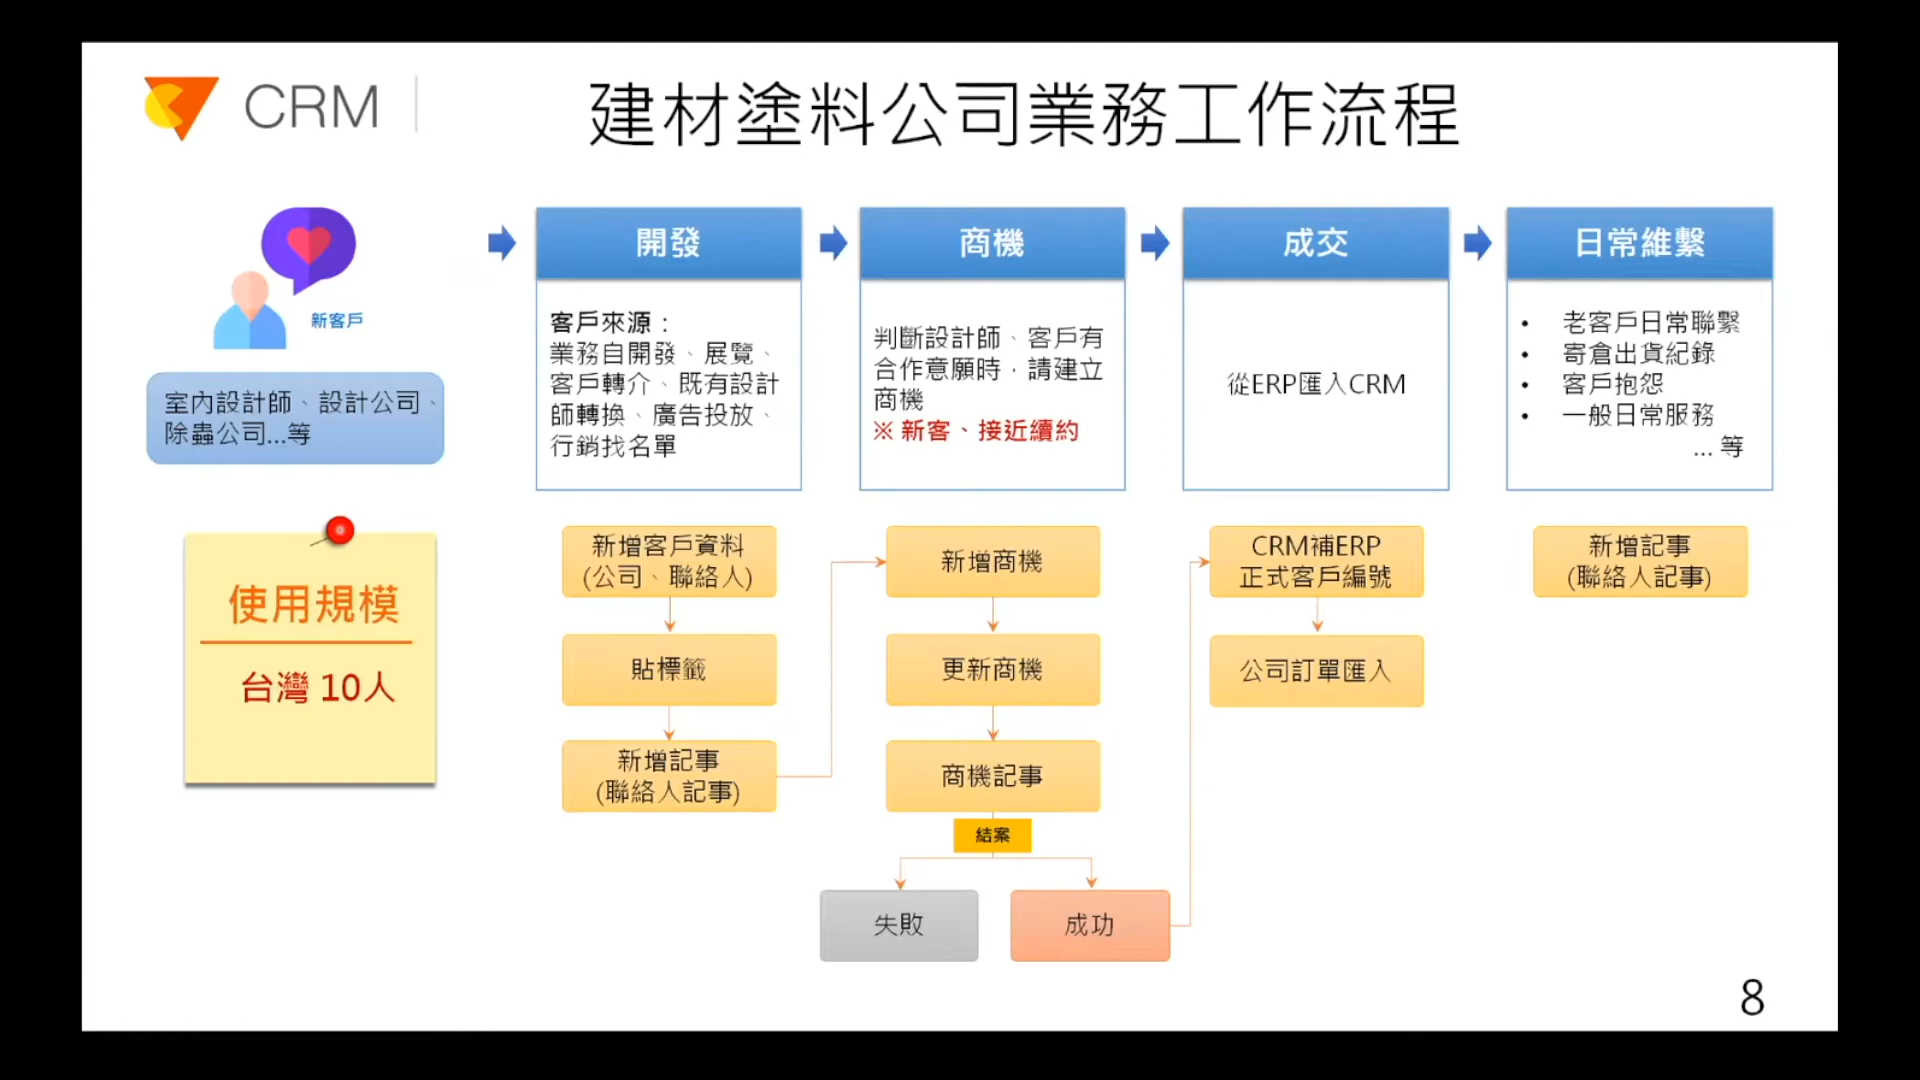 CRM
建材塗料公司業務工作流程
新客戶
室內設計師、設計公司、
除蟲公司...等
使用規模
台灣 10人
開發
客戶來源：
業務自開發、展覽、
客戶轉介、既有設計
師轉換、廣告投放、
行銷找名單
商機
判斷設計師、客戶有
合作意願時，請建立
商機
※ 新客、接近續約
成交
從ERP匯入CRM
日常維繫
• 老客戶日常聯繫
• 寄倉出貨紀錄
• 客戶抱怨
• 一般日常服務
... 等
新增客戶資料
(公司、聯絡人)
貼標籤
新增記事
(聯絡人記事)
新增商機
更新商機
商機記事
結案
失敗
成功
CRM補ERP
正式客戶編號
公司訂單匯入
新增記事
(聯絡人記事)
8